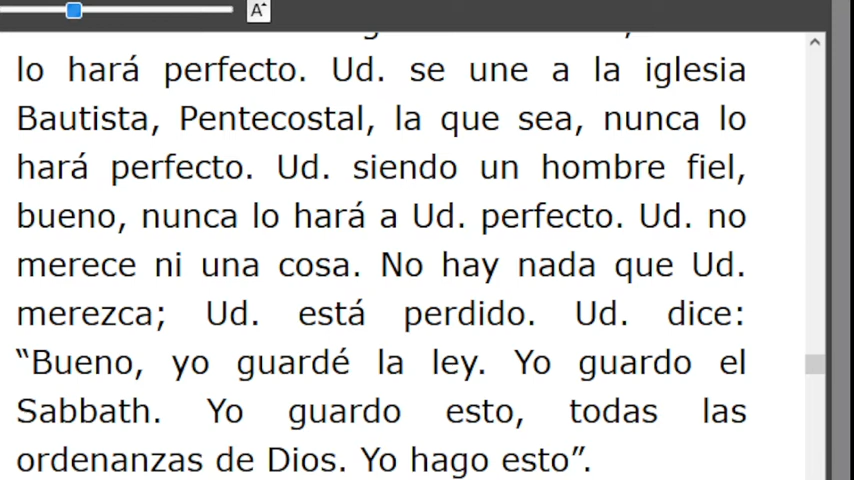 A
lo hará perfecto. Ud. se une a la iglesia
Bautista, Pentecostal, la que sea, nunca lo
hará perfecto. Ud. siendo un hombre fiel,
bueno, nunca lo hará a Ud. perfecto. Ud. no
merece ni una cosa. No hay nada que Ud.
merezca; Ud. está perdido. Ud. dice:
“Bueno, yo guardé la ley. Yo guardo el
Sabbath. Yo guardo esto, todas las
ordenanzas de Dios. Yo hago esto”.